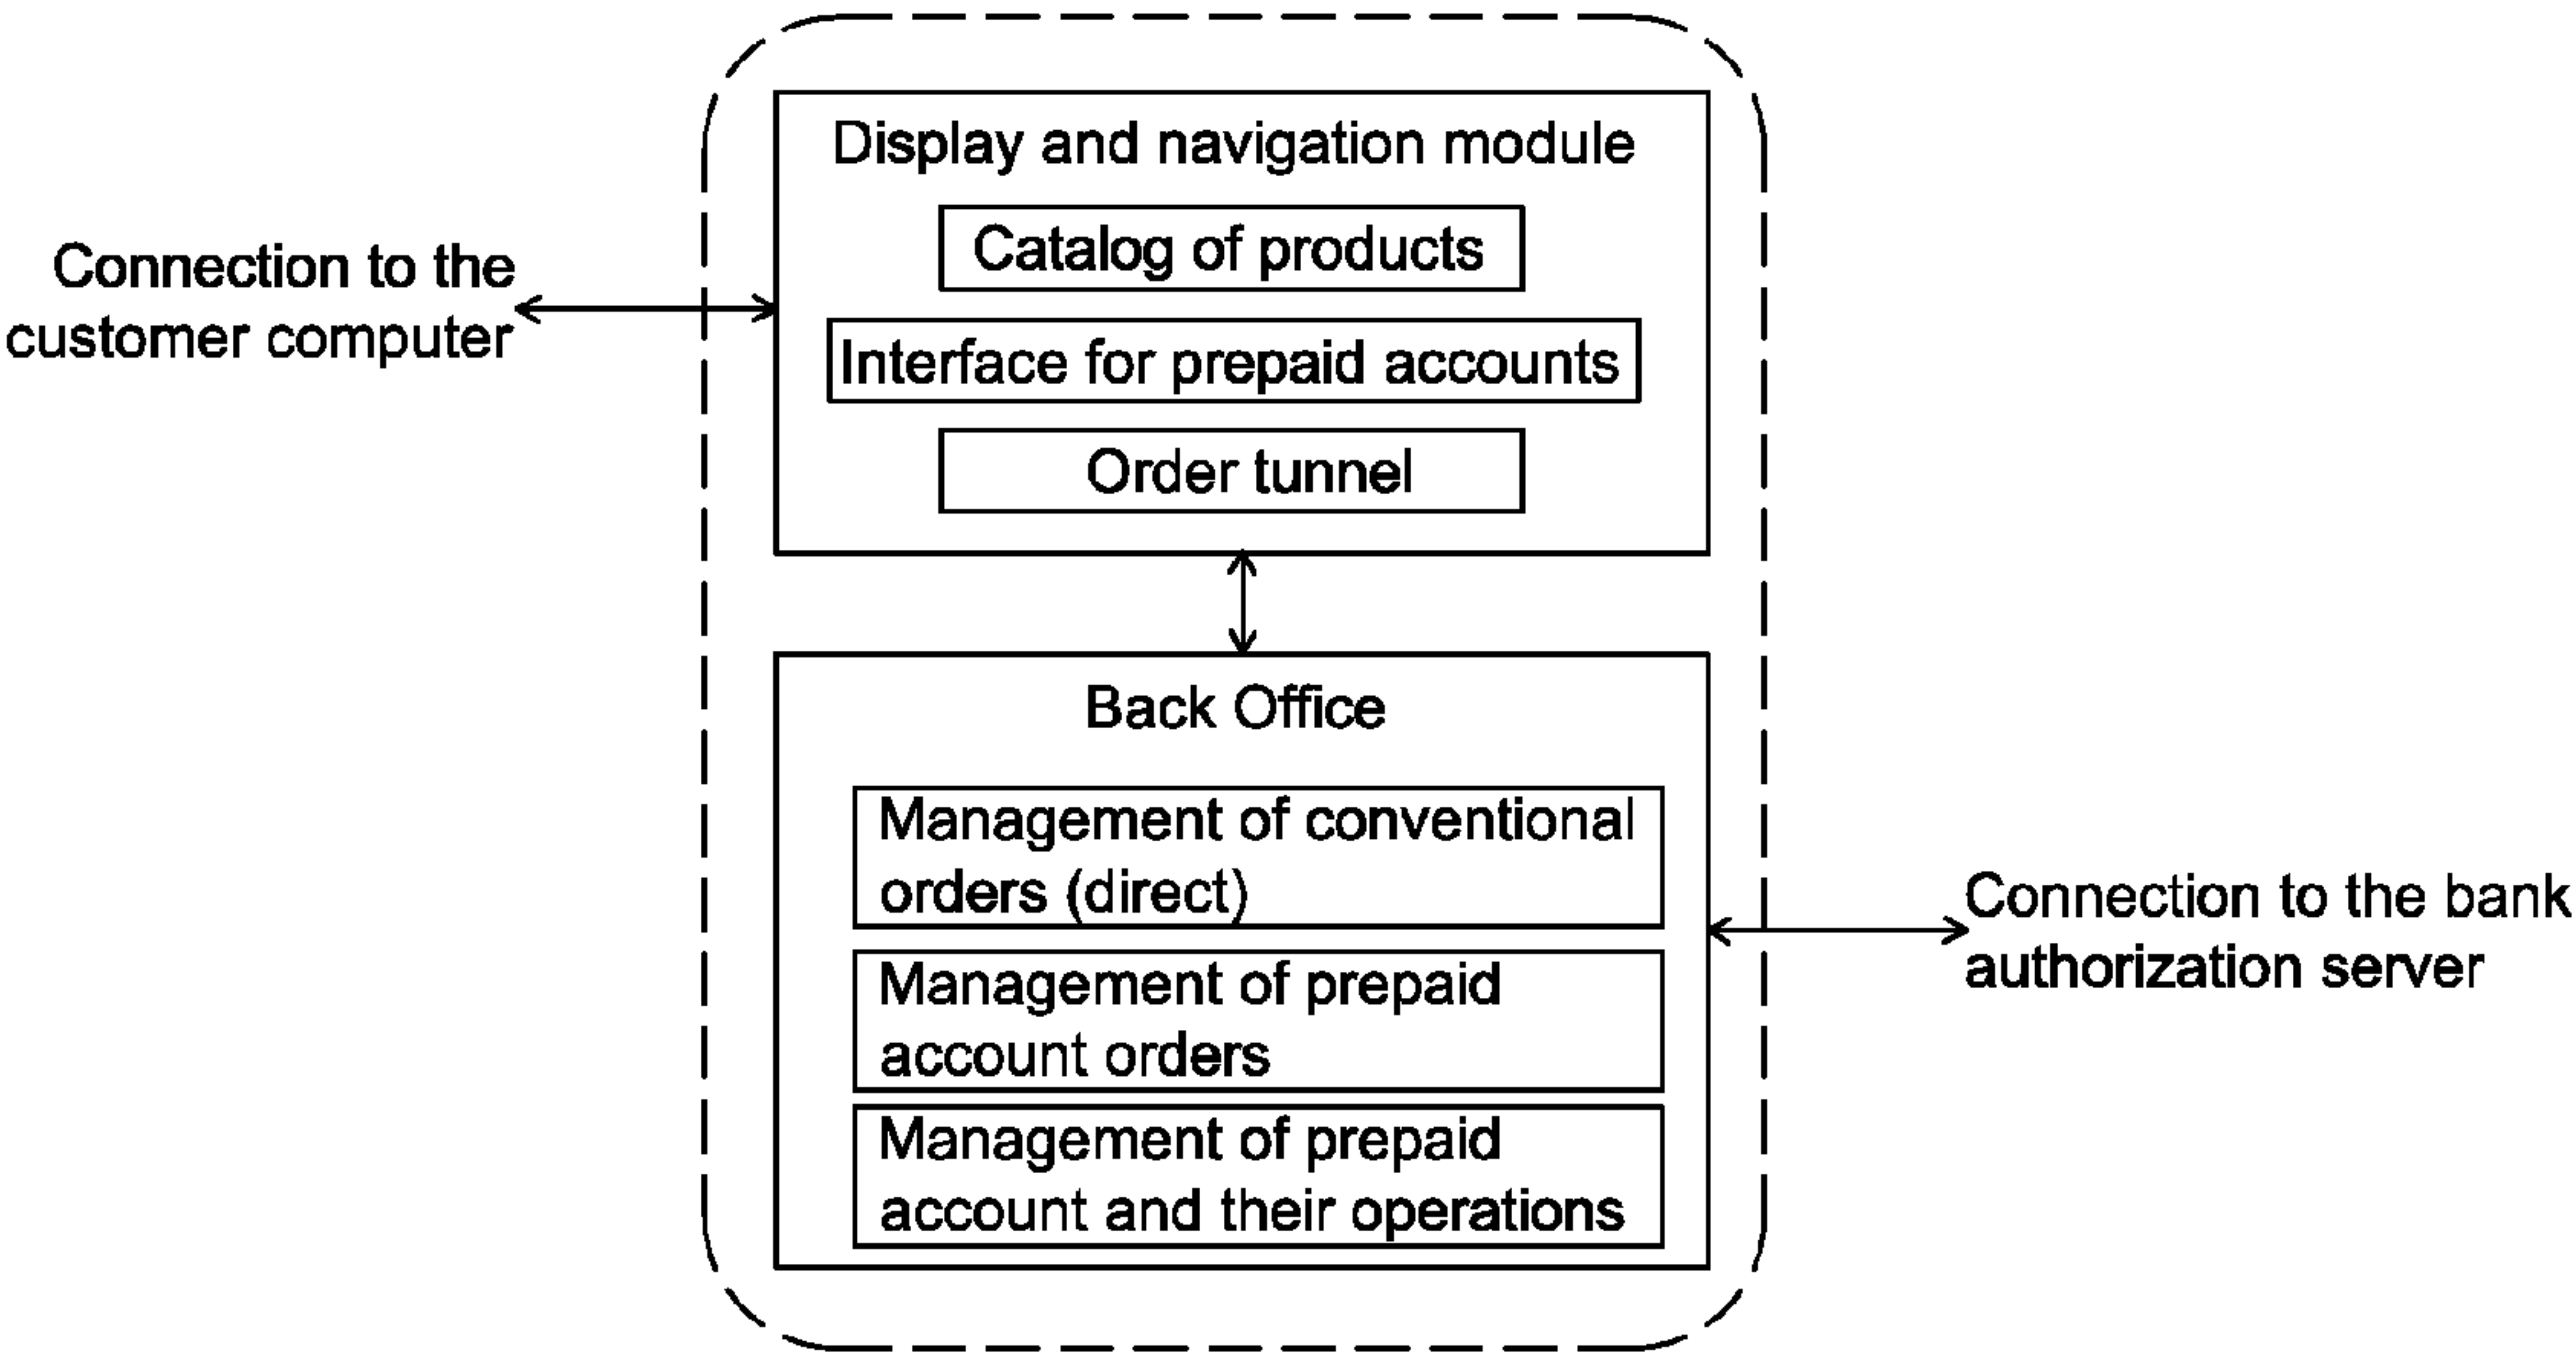 Display and navigation module
Catalog of products
Interface for prepaid accounts
Order tunnel
Connection to the
customer computer
Back Office
Management of conventional
orders (direct)
Management of prepaid
account orders
Management of prepaid
account and their operations
Connection to the bank
authorization server